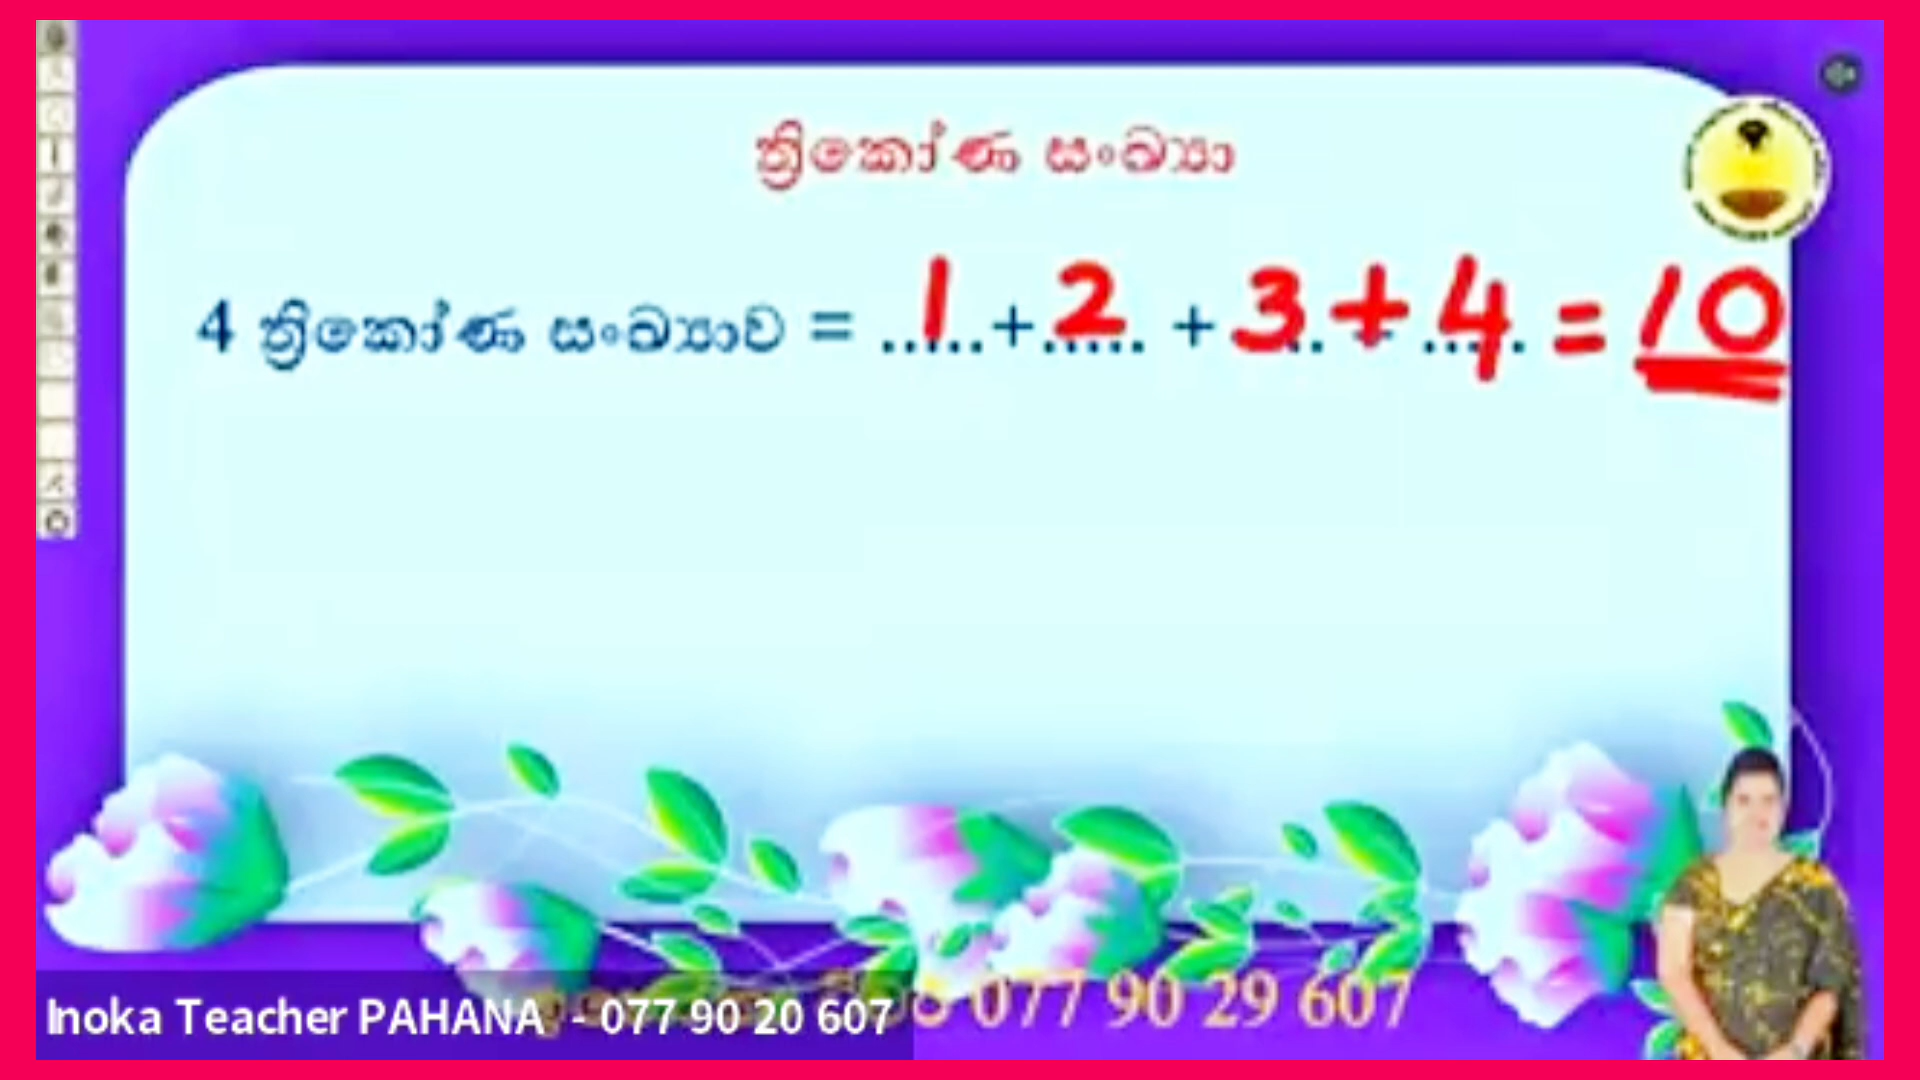 ත්‍රිකෝණ සංඛ්‍යා
4 ත්‍රිකෝණ සංඛ්‍යාව = ..1...+..2... + 3.. + ..4.. = 10
077 90 29 607
Inoka Teacher PAHANA - 077 90 20 607